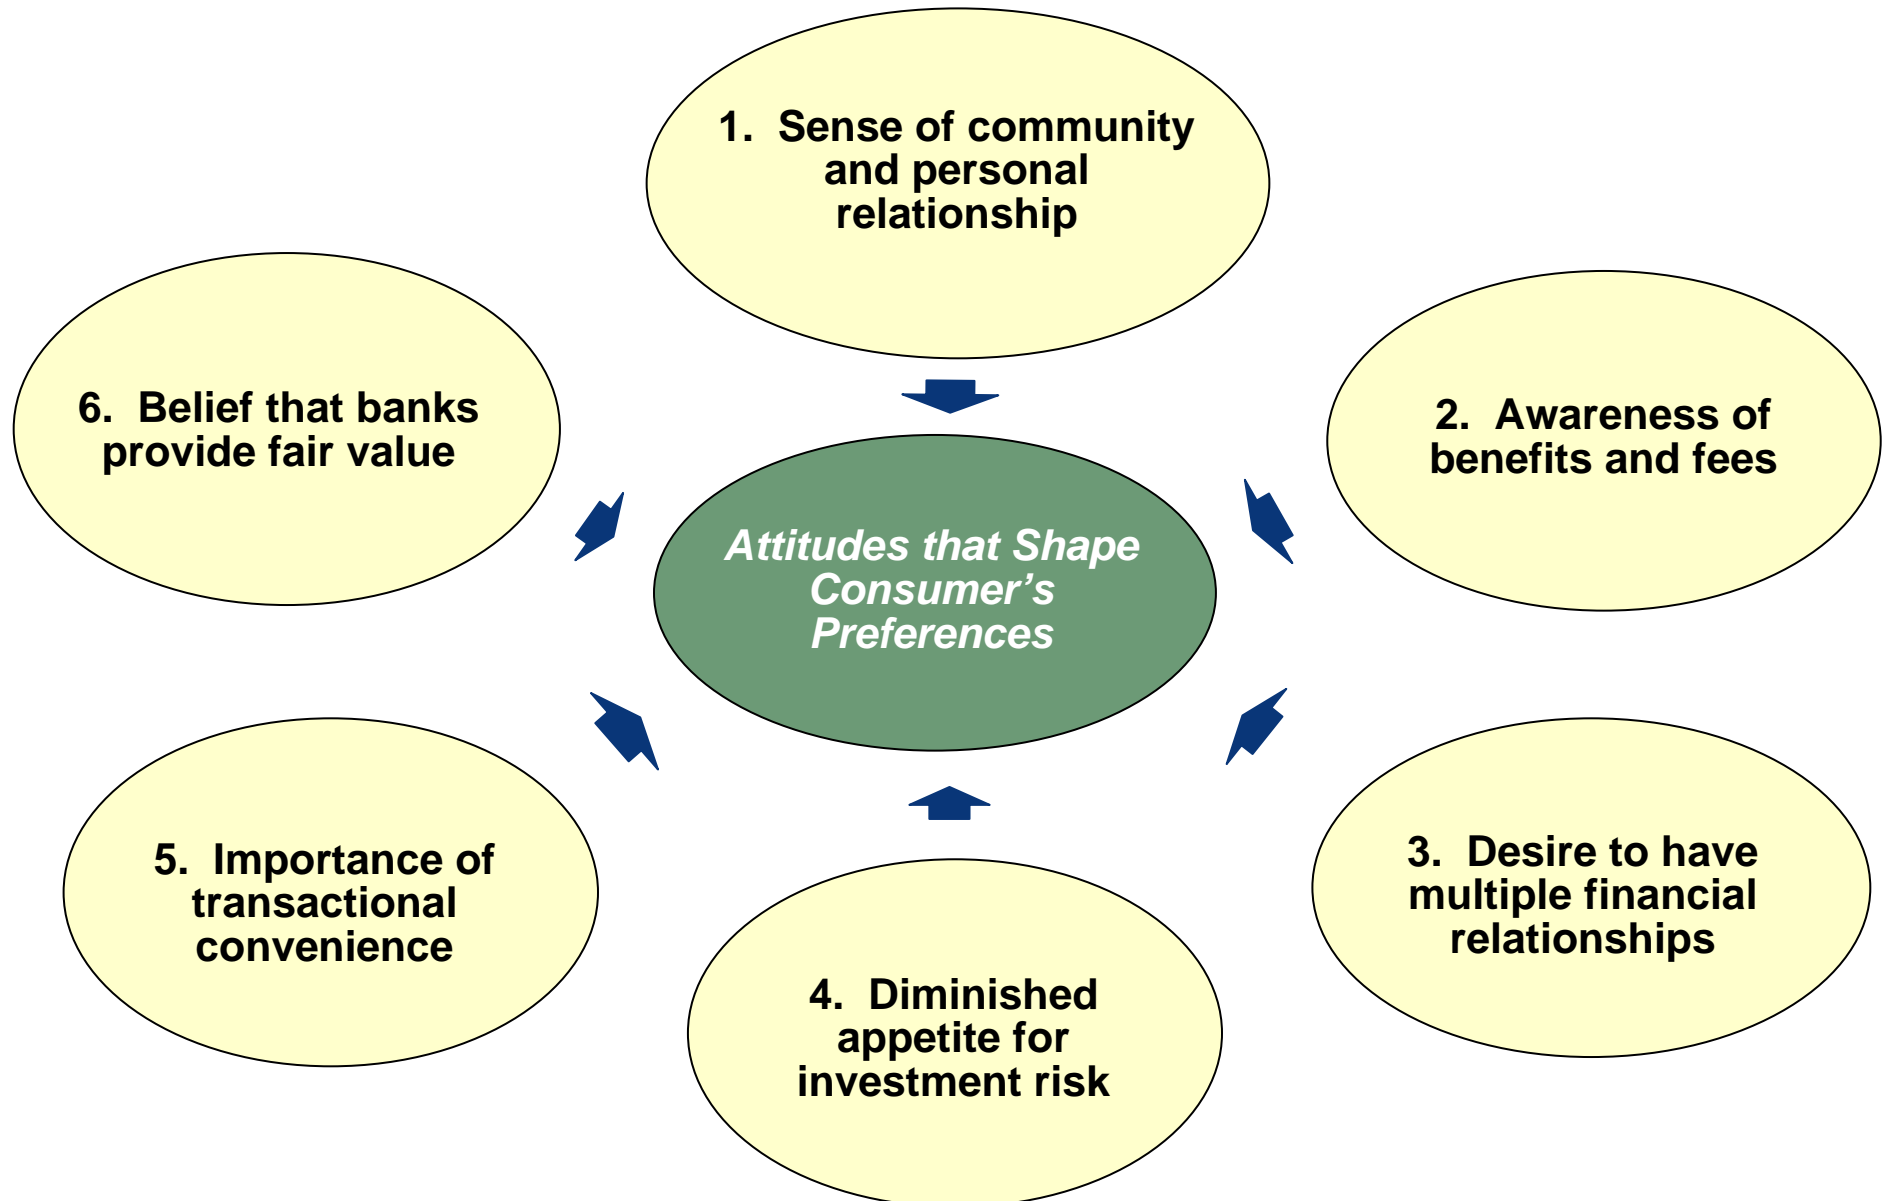 1.  Sense of community
and personal
relationship
2.  Awareness of
benefits and fees
3.  Desire to have
multiple financial
relationships
4.  Diminished
appetite for
investment risk
5.  Importance of
transactional
convenience
6.  Belief that banks
provide fair value
Attitudes that Shape
Consumer’s
Preferences